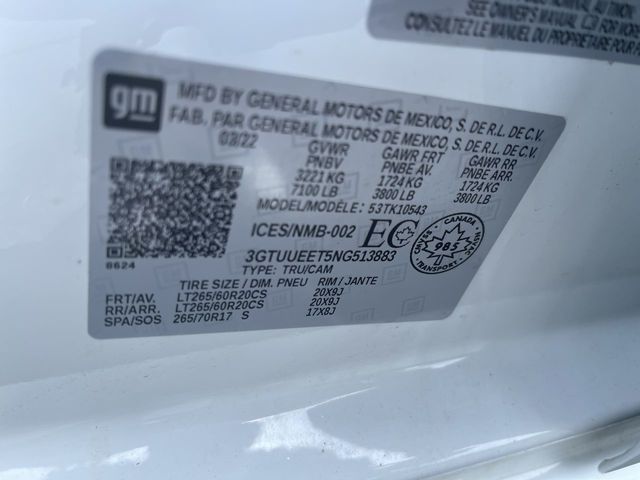 SEE OWNER'S MANUAL
CONSULTEZ LE MANUEL DU PROPRIÉTAIRE POUR
gm
MFD BY GENERAL MOTORS DE MEXICO, S. DE R.L. DE C.V.
FAB. PAR GENERAL MOTORS DE MEXICO, S. DE R.L. DE C.V.
03/22
GVWR GAWR FRT GAWR RR
PNBV PNBE AV. PNBE ARR.
3221 KG 1724 KG 1724 KG
7100 LB 3800 LB 3800 LB
MODEL/MODÈLE: 53TK10543
ICES/NMB-002 EC
CANADA
985
TRANSPORT
3GTUUEET5NG513883
8624
TYPE: TRU/CAM
TIRE SIZE / DIM. PNEU RIM / JANTE
FRT/AV. LT265/60R20CS 20X9J
RR/ARR. LT265/60R20CS 20X9J
SPA/SOS 265/70R17 S 17X8J